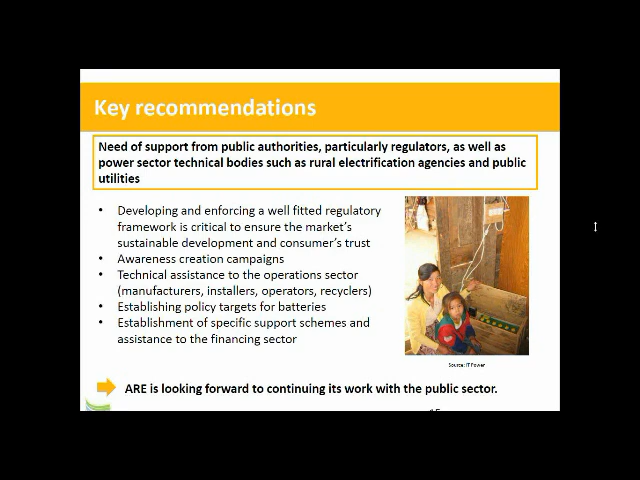 Key recommendations
Need of support from public authorities, particularly regulators, as well as
power sector technical bodies such as rural electrification agencies and public
utilities
• Developing and enforcing a well fitted regulatory
framework is critical to ensure the market's
sustainable development and consumer's trust
• Awareness creation campaigns
• Technical assistance to the operations sector
(manufacturers, installers, operators, recyclers)
• Establishing policy targets for batteries
• Establishment of specific support schemes and
assistance to the financing sector
Source: IT Power
ARE is looking forward to continuing its work with the public sector.